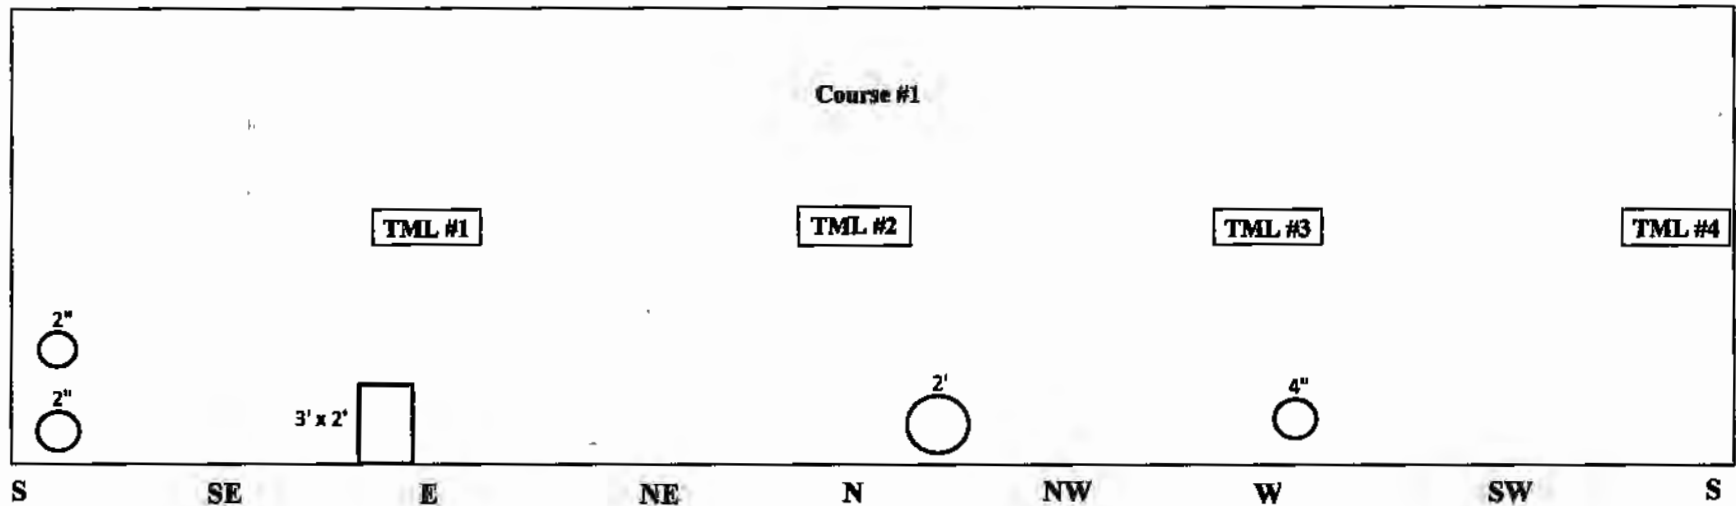 Course #1
TML #1 TML #2 TML #3 TML #4
2"
2"
3' x 2'
2'
4"
S SE E NE N NW W SW S